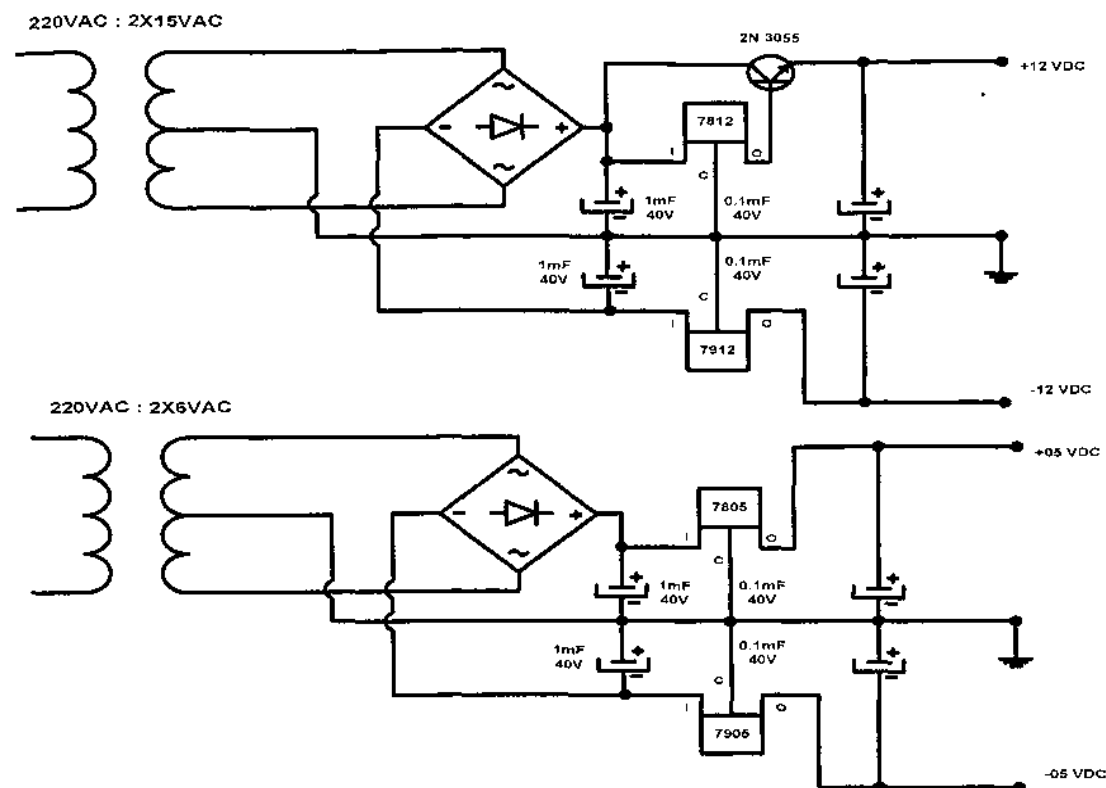 220VAC : 2X15VAC
2N 3055
+12 VDC
~
- +
~
7812
I O
C
1mF
40V
0.1mF
40V
+
-
+
-
1mF
40V
0.1mF
40V
+
-
+
-
C
I O
7912
-12 VDC
220VAC : 2X6VAC
+05 VDC
~
- +
~
7805
I O
C
1mF
40V
0.1mF
40V
+
-
+
-
1mF
40V
0.1mF
40V
+
-
+
-
C
I O
7905
-05 VDC